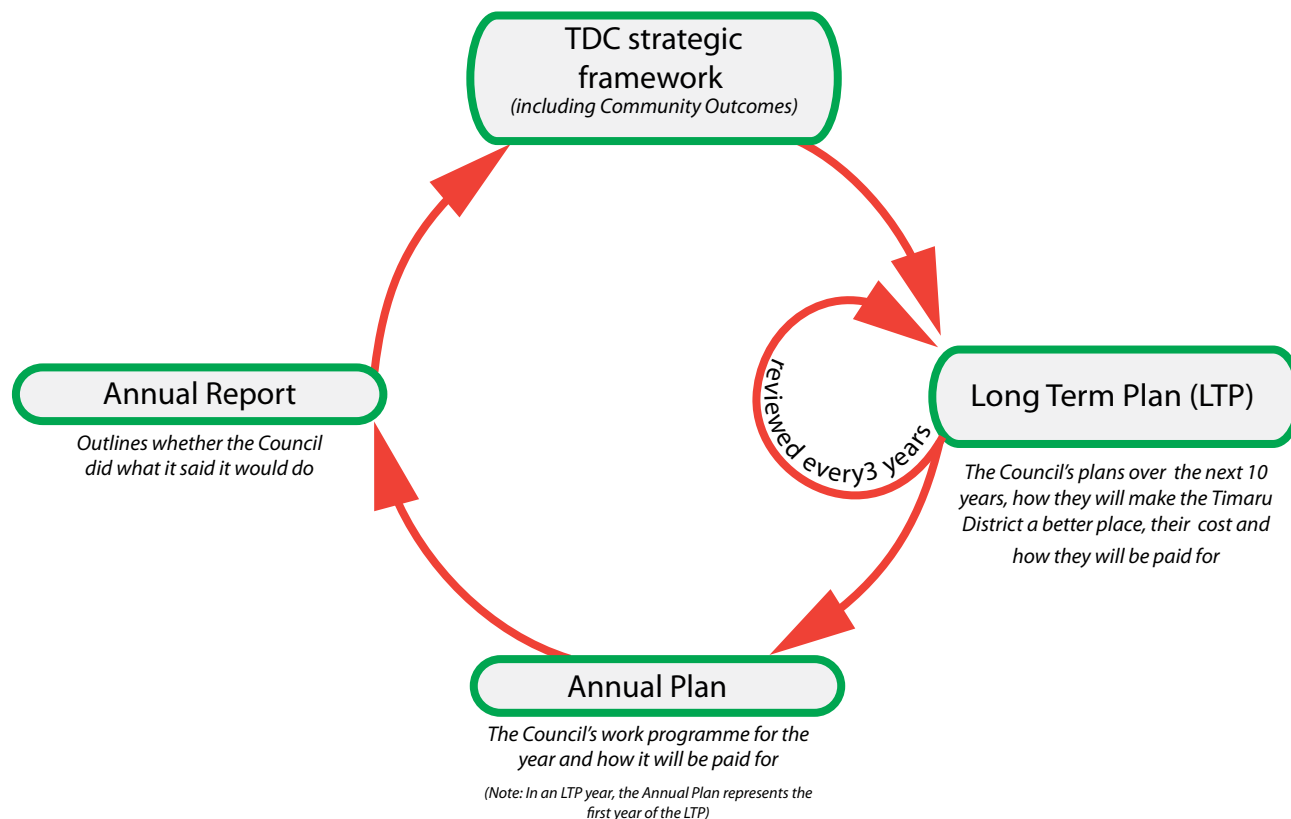 TDC strategic
framework
(including Community Outcomes)
reviewed every3 years
Long Term Plan (LTP)
The Council's plans over the next 10
years, how they will make the Timaru
District a better place, their cost and
how they will be paid for
Annual Plan
The Council's work programme for the
year and how it will be paid for
(Note: In an LTP year, the Annual Plan represents the
first year of the LTP)
Annual Report
Outlines whether the Council
did what it said it would do